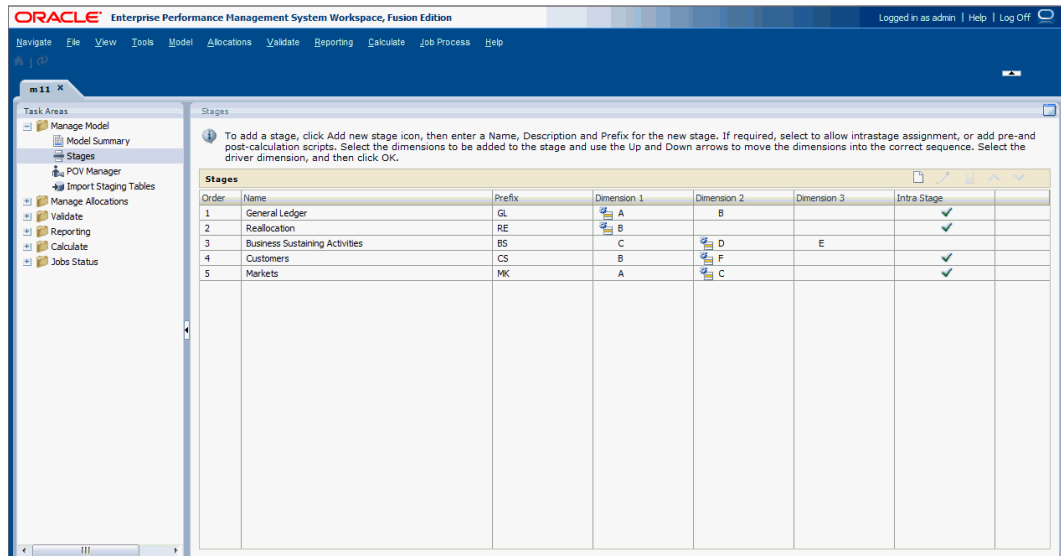 ORACLE Enterprise Performance Management System Workspace, Fusion Edition Logged in as admin | Help | Log Off
Navigate File View Tools Model Allocations Validate Reporting Calculate Job Process Help
m11
Task Areas
Manage Model
Model Summary
Stages
POV Manager
Import Staging Tables
Manage Allocations
Validate
Reporting
Calculate
Jobs Status
Stages
To add a stage, click Add new stage icon, then enter a Name, Description and Prefix for the new stage. If required, select to allow intrastage assignment, or add pre-and
post-calculation scripts. Select the dimensions to be added to the stage and use the Up and Down arrows to move the dimensions into the correct sequence. Select the
driver dimension, and then click OK.
Stages
Order Name Prefix Dimension 1 Dimension 2 Dimension 3 Intra Stage
1 General Ledger GL A B
2 Reallocation RE B
3 Business Sustaining Activities BS C D E
4 Customers CS B F
5 Markets MK A C